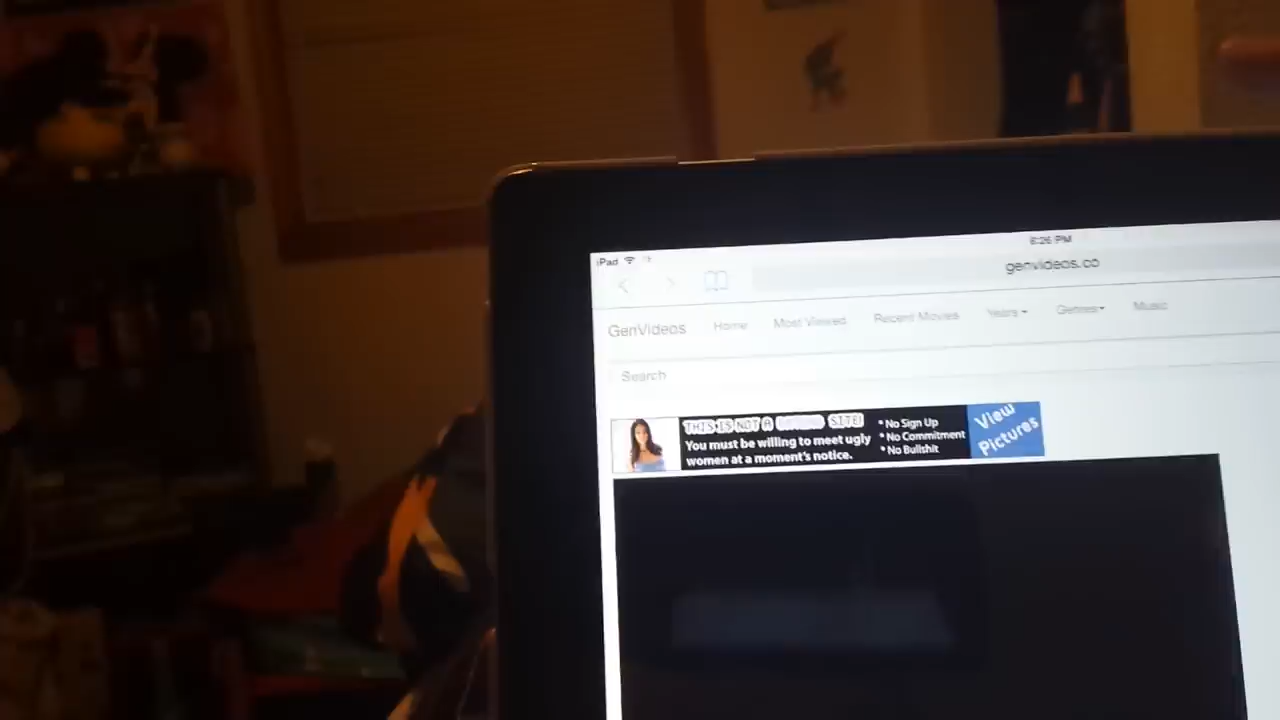 6:26 PM
iPad
genvideos.co
GenVideos Home Most Viewed Recent Movies Years Genres Music
Search
THIS IS NOT A SITE!
You must be willing to meet ugly
women at a moment's notice.
* No Sign Up
* No Commitment
* No Bullshit
View
Pictures